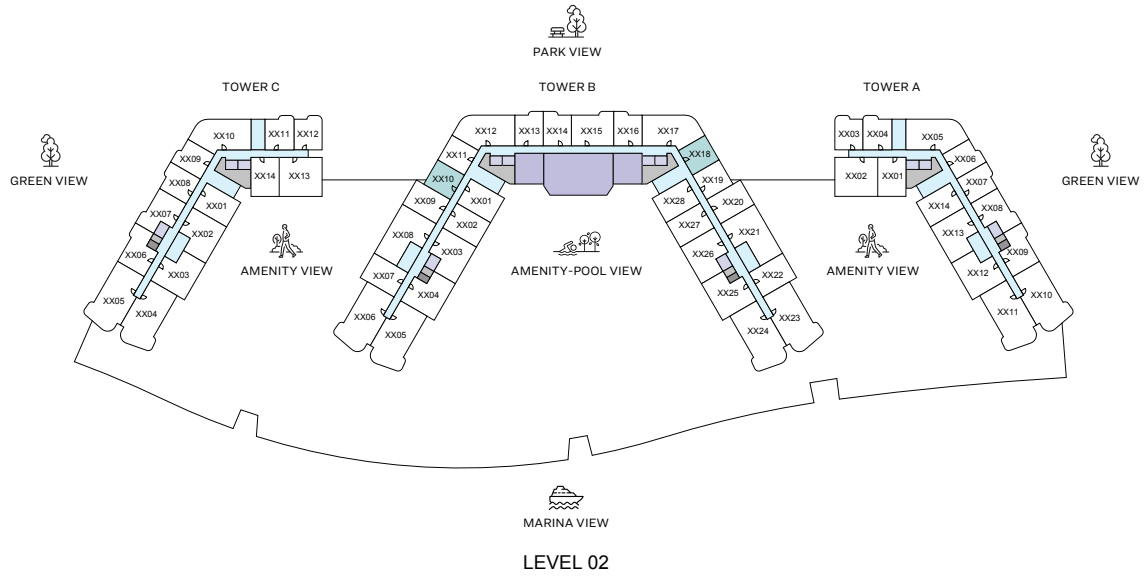 PARK VIEW
TOWER C
TOWER B
TOWER A
XX10
XX11
XX12
XX09
XX08
XX14
XX13
XX07
XX01
XX02
XX06
XX03
XX05
XX04
XX12
XX13
XX14
XX15
XX16
XX17
XX11
XX18
XX10
XX19
XX09
XX01
XX28
XX20
XX02
XX27
XX08
XX03
XX21
XX26
XX07
XX04
XX22
XX25
XX06
XX05
XX23
XX24
XX03
XX04
XX05
XX06
XX02
XX01
XX07
XX14
XX08
XX13
XX09
XX12
XX10
XX11
GREEN VIEW
GREEN VIEW
AMENITY VIEW
AMENITY-POOL VIEW
AMENITY VIEW
MARINA VIEW
LEVEL 02